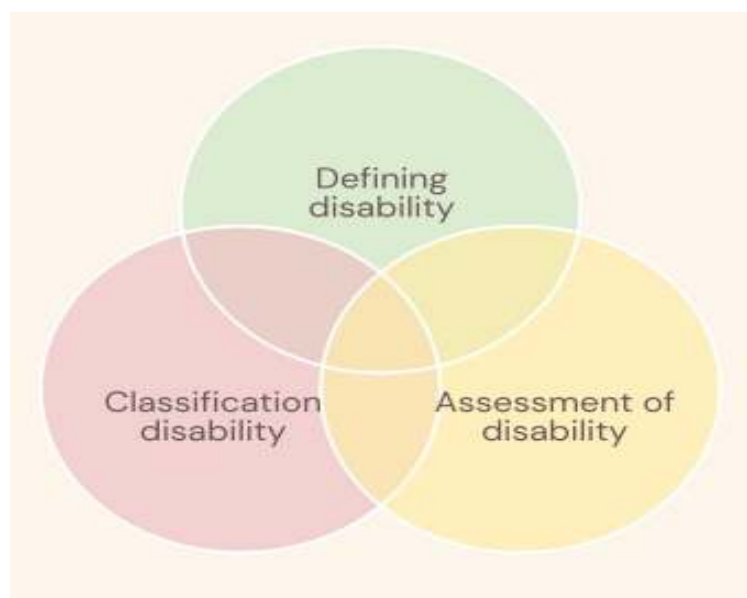 Defining
disability
Classification
disability
Assessment of
disability